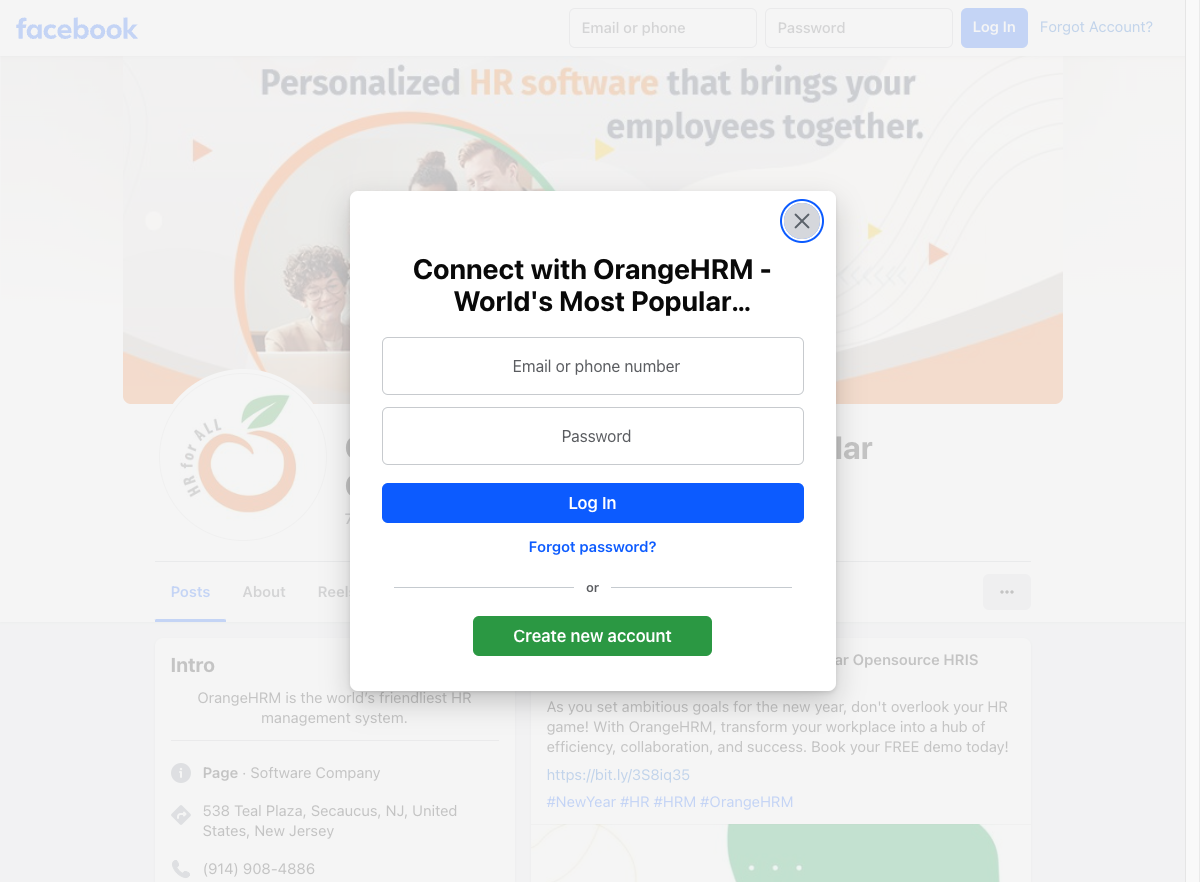 facebook
Email or phone
Password
Log In
Forgot Account?
Personalized HR software that brings your
employees together.
Connect with OrangeHRM -
World's Most Popular…
Email or phone number
Password
Log In
Forgot password?
or
Create new account
HR for ALL
lar
Posts
About
Reel
Intro
OrangeHRM is the world's friendliest HR
management system.
Page · Software Company
538 Teal Plaza, Secaucus, NJ, United
States, New Jersey
(914) 908-4886
ar Opensource HRIS
As you set ambitious goals for the new year, don't overlook your HR
game! With OrangeHRM, transform your workplace into a hub of
efficiency, collaboration, and success. Book your FREE demo today!
https://bit.ly/3S8iq35
#NewYear #HR #HRM #OrangeHRM